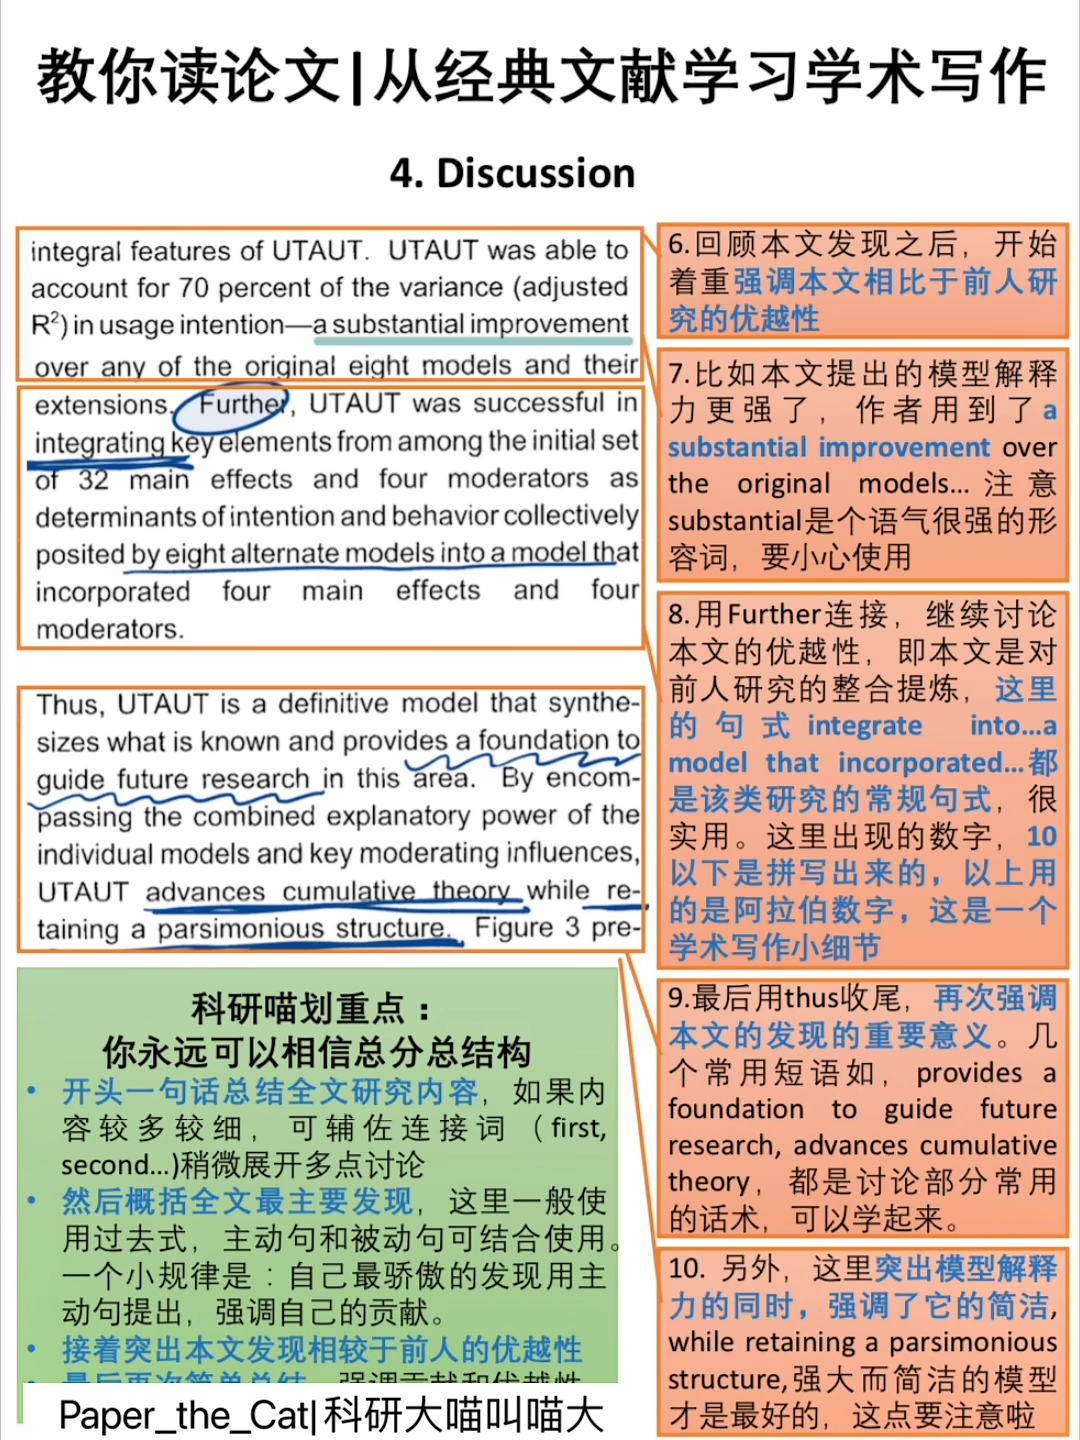 教你读论文|从经典文献学习学术写作
4. Discussion
integral features of UTAUT. UTAUT was able to
account for 70 percent of the variance (adjusted
R²) in usage intention—a substantial improvement
over any of the original eight models and their
extensions. Further, UTAUT was successful in
integrating key elements from among the initial set
of 32 main effects and four moderators as
determinants of intention and behavior collectively
posited by eight alternate models into a model that
incorporated four main effects and four
moderators.
Thus, UTAUT is a definitive model that synthe-
sizes what is known and provides a foundation to
guide future research in this area. By encom-
passing the combined explanatory power of the
individual models and key moderating influences,
UTAUT advances cumulative theory while re-
taining a parsimonious structure. Figure 3 pre-
6.回顾本文发现之后，开始
着重强调本文相比于前人研
究的优越性
7.比如本文提出的模型解释
力更强了，作者用到了a
substantial improvement over
the original models…注意
substantial是个语气很强的形
容词，要小心使用
8.用Further连接，继续讨论
本文的优越性，即本文是对
前人研究的整合提炼，这里
的句式integrate into…a
model that incorporated…都
是该类研究的常规句式，很
实用。这里出现的数字，10
以下是拼写出来的，以上用
的是阿拉伯数字，这是一个
学术写作小细节
9.最后用thus收尾，再次强调
本文的发现的重要意义。几
个常用短语如，provides a
foundation to guide future
research, advances cumulative
theory，都是讨论部分常用
的话术，可以学起来。
10. 另外，这里突出模型解释
力的同时，强调了它的简洁,
while retaining a parsimonious
structure,强大而简洁的模型
才是最好的，这点要注意啦
科研喵划重点：
你永远可以相信总分总结构
• 开头一句话总结全文研究内容，如果内
容较多较细，可辅佐连接词（first,
second…)稍微展开多点讨论
• 然后概括全文最主要发现，这里一般使
用过去式，主动句和被动句可结合使用。
一个小规律是：自己最骄傲的发现用主
动句提出，强调自己的贡献。
• 接着突出本文发现相较于前人的优越性
• 最后再次简单总结，强调贡献和优越性
Paper_the_Cat|科研大喵叫喵大